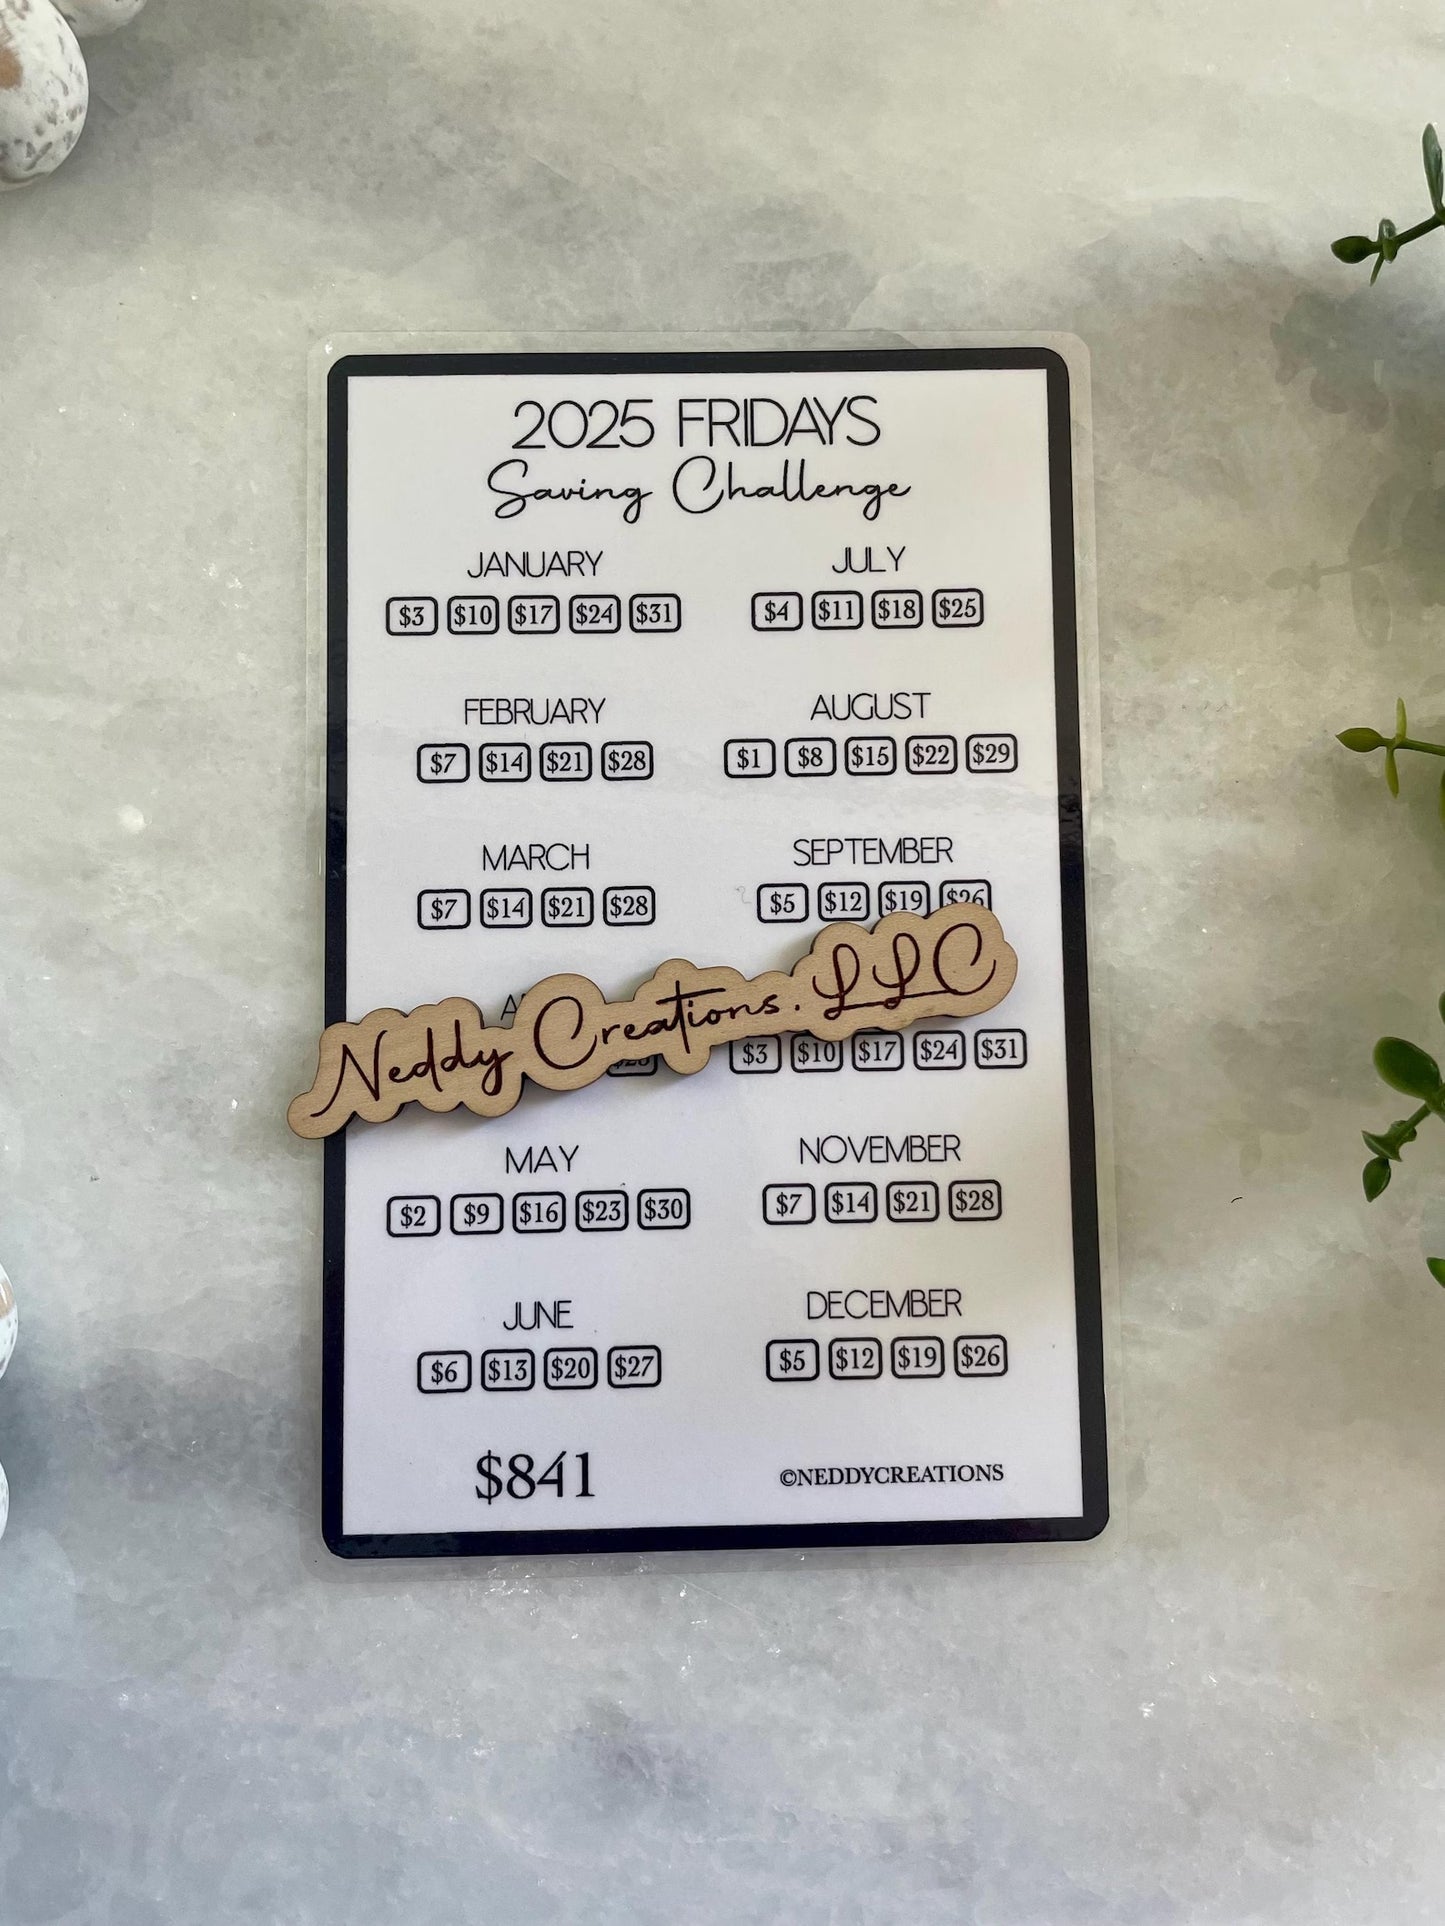 2025 FRIDAYS
Saving Challenge
JANUARY
$3 $10 $17 $24 $31
FEBRUARY
$7 $14 $21 $28
MARCH
$7 $14 $21 $28
MAY
$2 $9 $16 $23 $30
JUNE
$6 $13 $20 $27
$841
JULY
$4 $11 $18 $25
AUGUST
$1 $8 $15 $22 $29
SEPTEMBER
$5 $12 $19 $26
$3 $10 $17 $24 $31
NOVEMBER
$7 $14 $21 $28
DECEMBER
$5 $12 $19 $26
©NEDDYCREATIONS
Neddy Creations. LLC